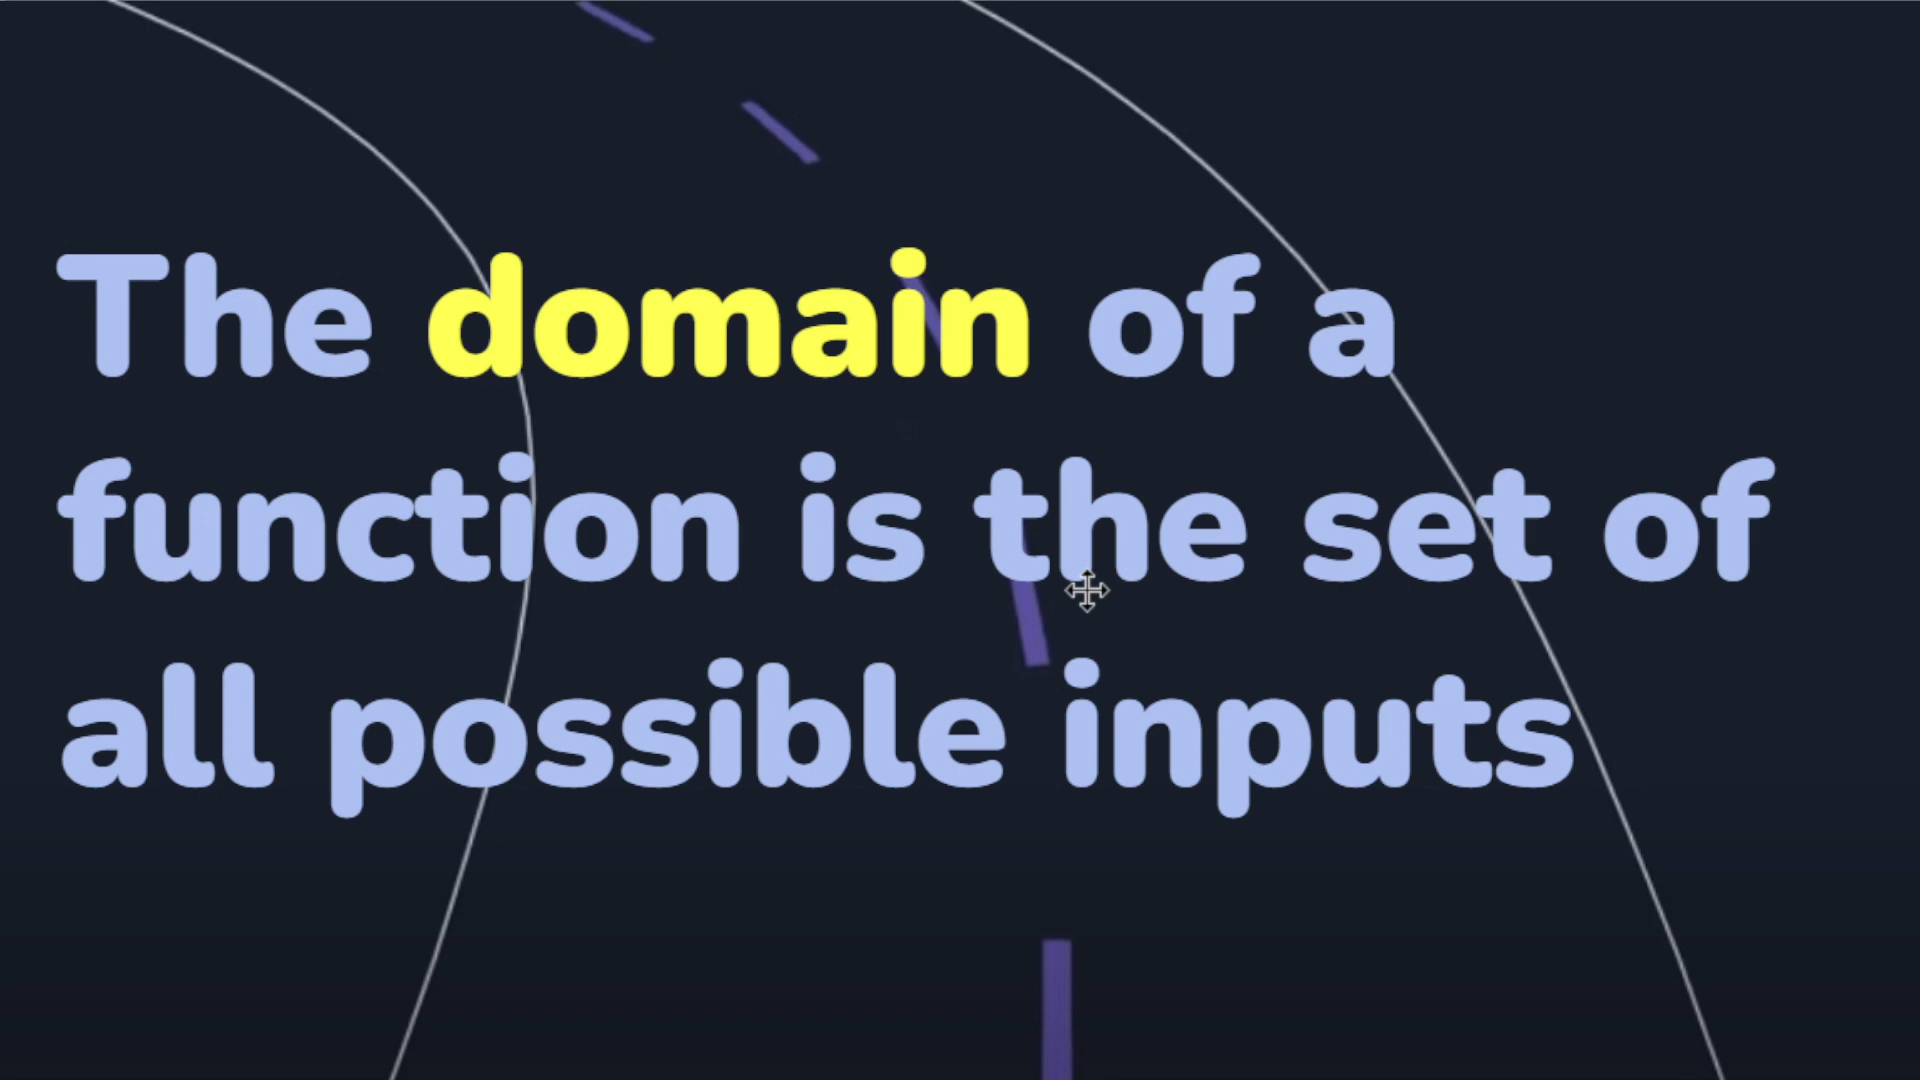 The domain of a
function is the set of
all possible inputs